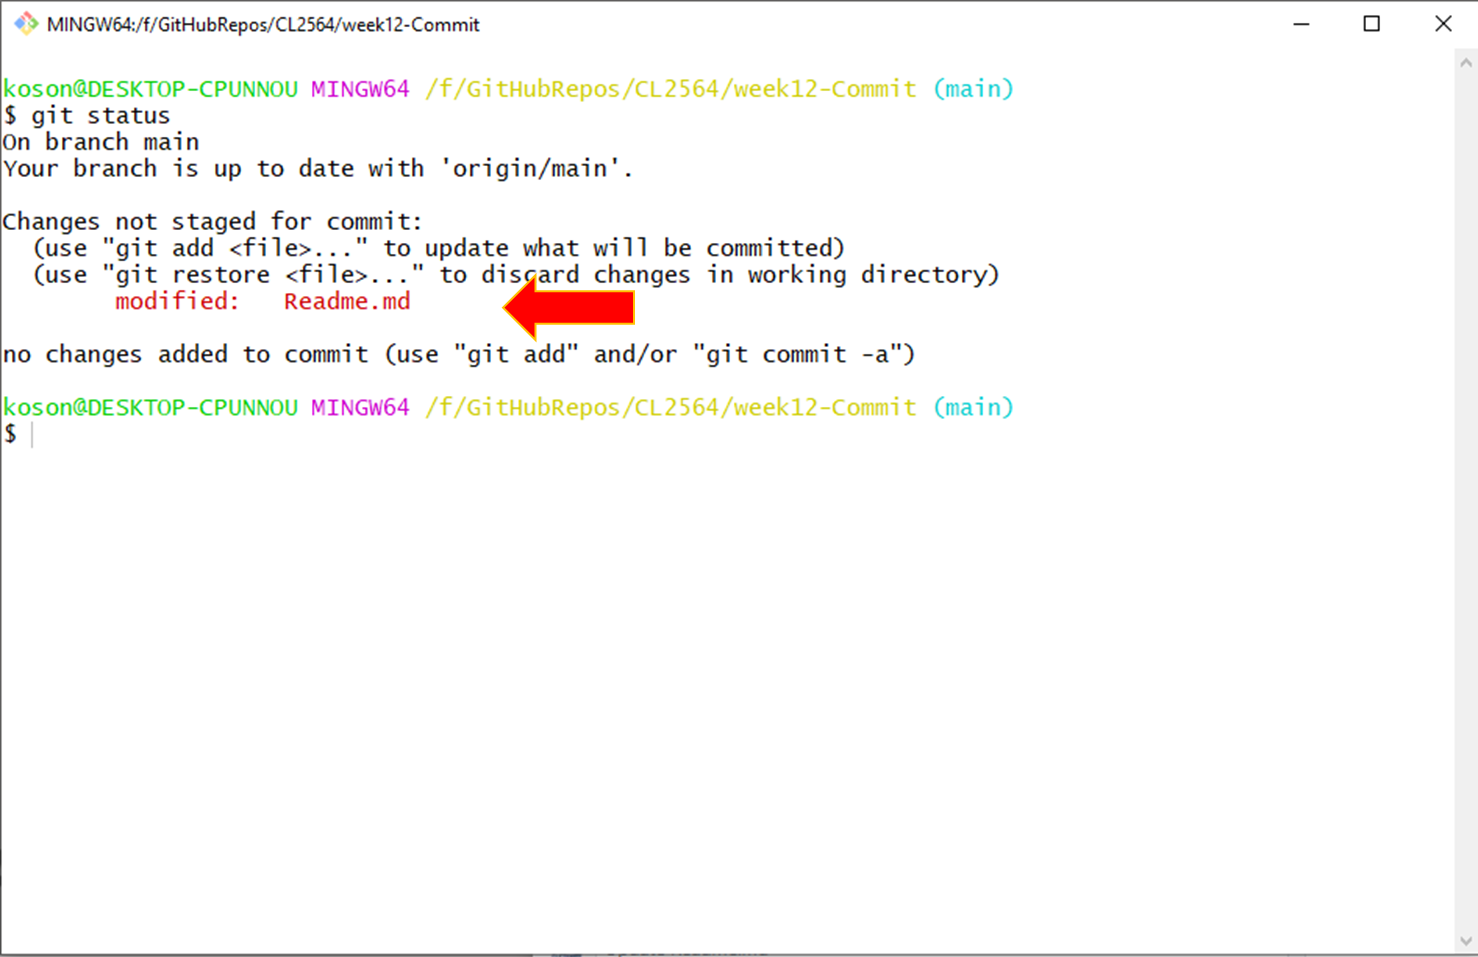 MINGW64:/f/GitHubRepos/CL2564/week12-Commit
koson@DESKTOP-CPUNNOU MINGW64 /f/GitHubRepos/CL2564/week12-Commit (main)
$ git status
On branch main
Your branch is up to date with 'origin/main'.
Changes not staged for commit:
(use "git add <file>..." to update what will be committed)
(use "git restore <file>..." to discard changes in working directory)
modified: Readme.md
no changes added to commit (use "git add" and/or "git commit -a")
koson@DESKTOP-CPUNNOU MINGW64 /f/GitHubRepos/CL2564/week12-Commit (main)
$